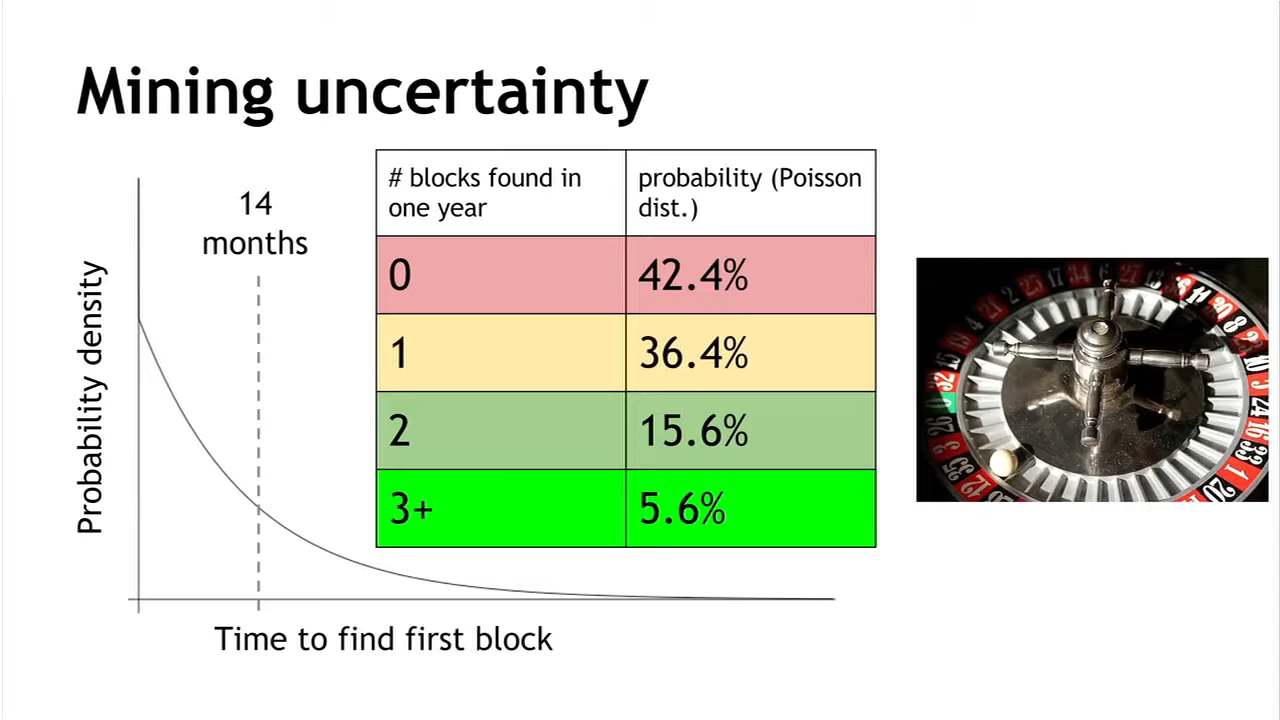 Mining uncertainty
14
months
Probability density
Time to find first block
# blocks found in
one year
probability (Poisson
dist.)
0
42.4%
1
36.4%
2
15.6%
3+
5.6%